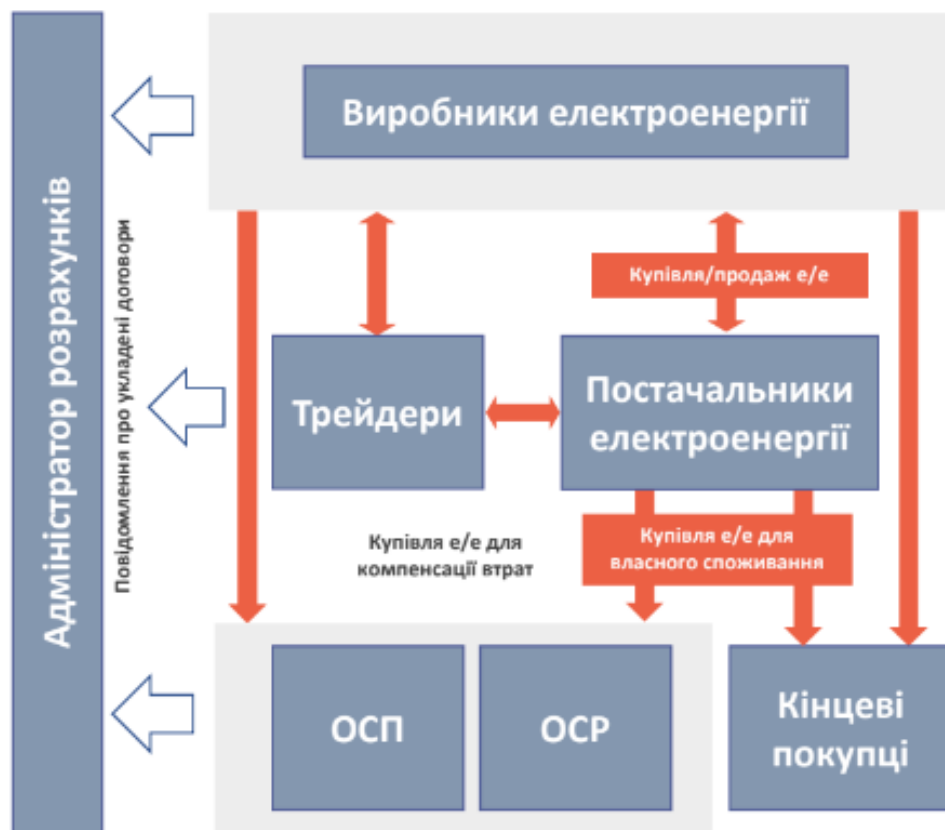 Адміністратор розрахунків
Повідомлення про укладені договори
Виробники електроенергії
Купівля/продаж е/е
Трейдери
Постачальники
електроенергії
Купівля е/е для
компенсації втрат
Купівля е/е для
власного споживання
ОСП
ОСР
Кінцеві
покупці